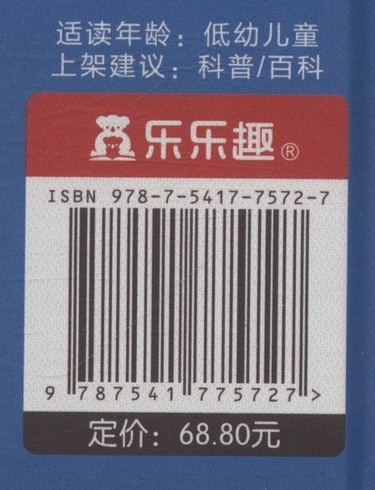 适读年龄：低幼儿童
上架建议：科普/百科
乐乐趣®
ISBN 978-7-5417-7572-7
9 787541 775727 >
定价：68.80元